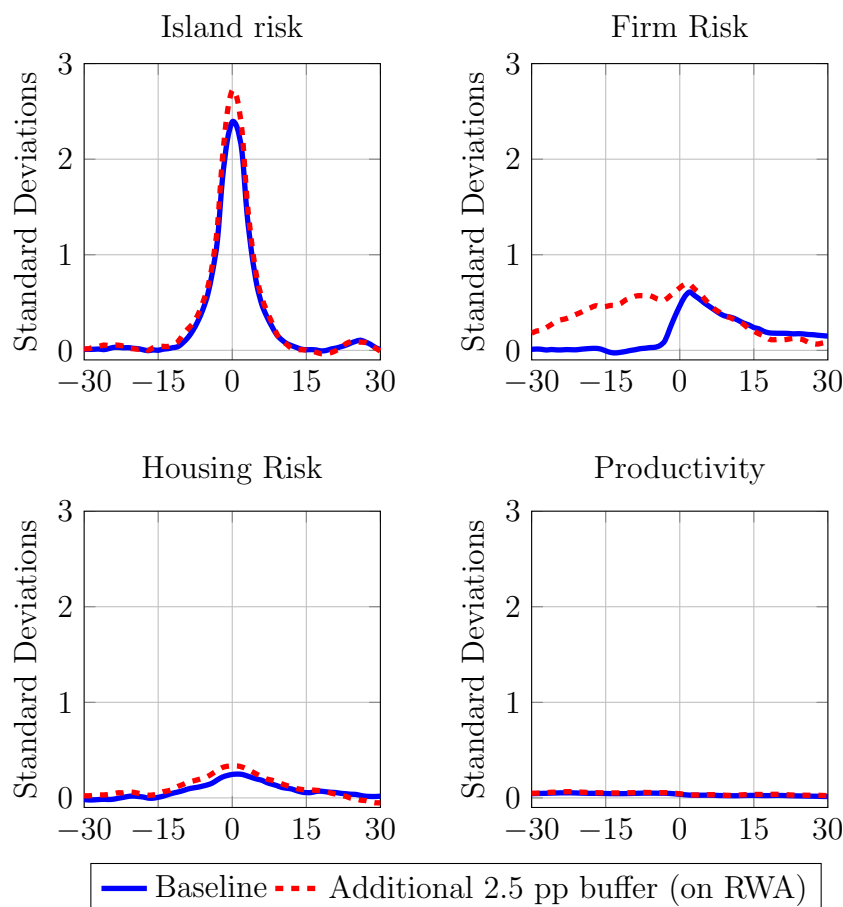 Island risk
Standard Deviations
3
2
1
0
−30 −15 0 15 30
Firm Risk
Standard Deviations
3
2
1
0
−30 −15 0 15 30
Housing Risk
Standard Deviations
3
2
1
0
−30 −15 0 15 30
Productivity
Standard Deviations
3
2
1
0
−30 −15 0 15 30
Baseline Additional 2.5 pp buffer (on RWA)